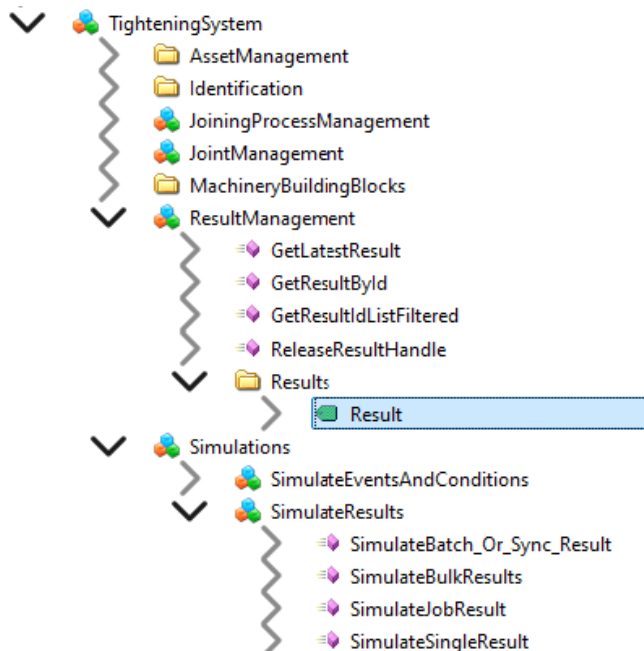 TighteningSystem
AssetManagement
Identification
JoiningProcessManagement
JointManagement
MachineryBuildingBlocks
ResultManagement
GetLatestResult
GetResultById
GetResultIdListFiltered
ReleaseResultHandle
Results
Result
Simulations
SimulateEventsAndConditions
SimulateResults
SimulateBatch_Or_Sync_Result
SimulateBulkResults
SimulateJobResult
SimulateSingleResult